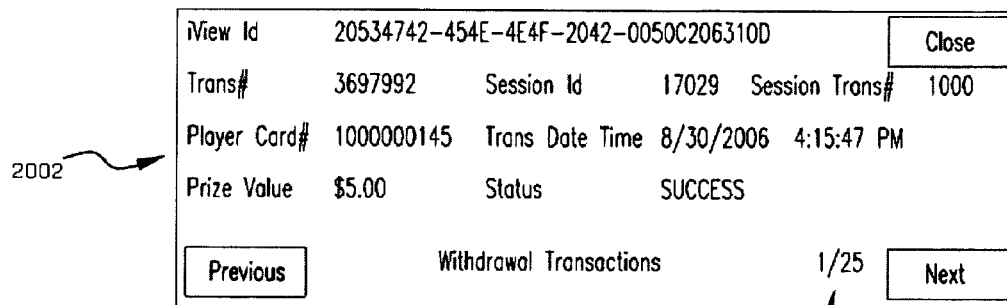 iView Id 20534742-454E-4E4F-2042-0050C206310D Close
Trans# 3697992 Session Id 17029 Session Trans# 1000
Player Card# 1000000145 Trans Date Time 8/30/2006 4:15:47 PM
2002
Prize Value $5.00 Status SUCCESS
Previous Withdrawal Transactions 1/25 Next